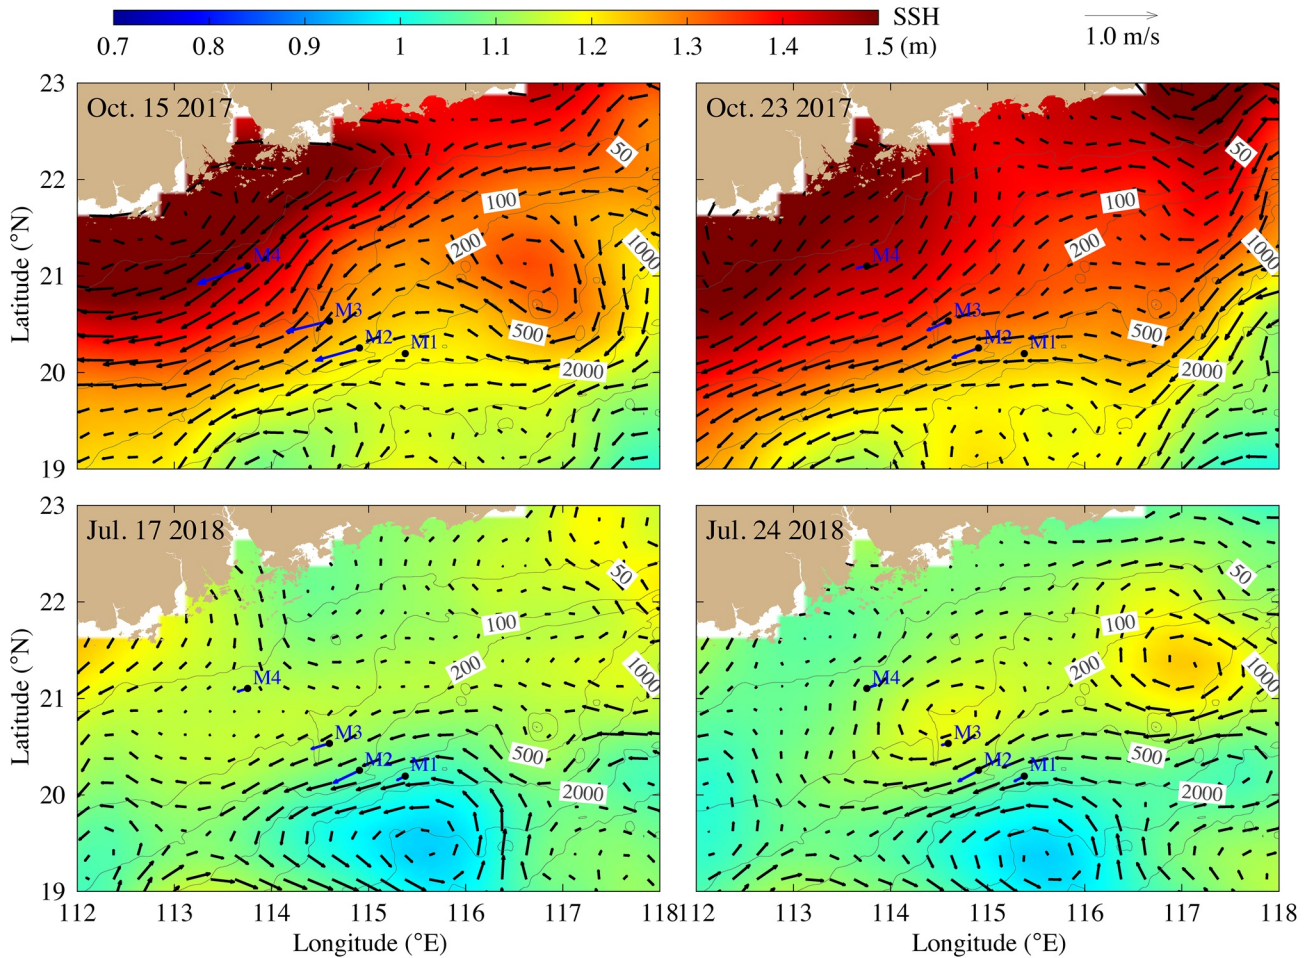 SSH
0.7 0.8 0.9 1 1.1 1.2 1.3 1.4 1.5 (m)
1.0 m/s
23
22
21
20
19
Latitude (°N)
Oct. 15 2017
50
100
200
1000
M4
M3
500
M2
M1
2000
Oct. 23 2017
50
100
200
1000
M4
M3
500
M2
M1
2000
23
22
21
20
19
Latitude (°N)
Jul. 17 2018
50
100
200
1000
M4
M3
500
M2
M1
2000
112 113 114 115 116 117 118
Longitude (°E)
Jul. 24 2018
50
100
200
1000
M4
M3
500
M2
M1
2000
112 113 114 115 116 117 118
Longitude (°E)